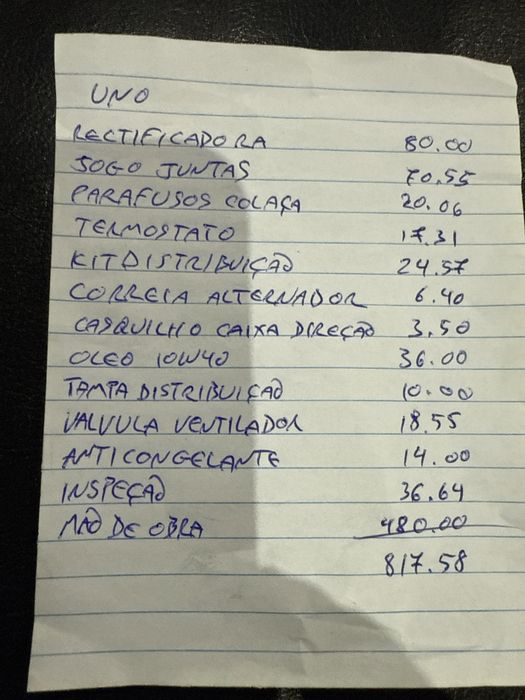 UNO
RECTIFICADORA 80.00
JOGO JUNTAS 70.55
PARAFUSOS COLAÇA 20.06
TERMOSTATO 17.31
KIT DISTRIBUIÇÃO 24.57
CORREIA ALTERNADOR 6.40
CASQUILHO CAIXA DIREÇÃO 3,50
OLEO 10W40 36.00
TAMPA DISTRIBUIÇÃO 10.00
VALVULA VENTILADOR 18.55
ANTICONGELANTE 14.00
INSPEÇÃO 36.64
MÃO DE OBRA 480.00
817.58